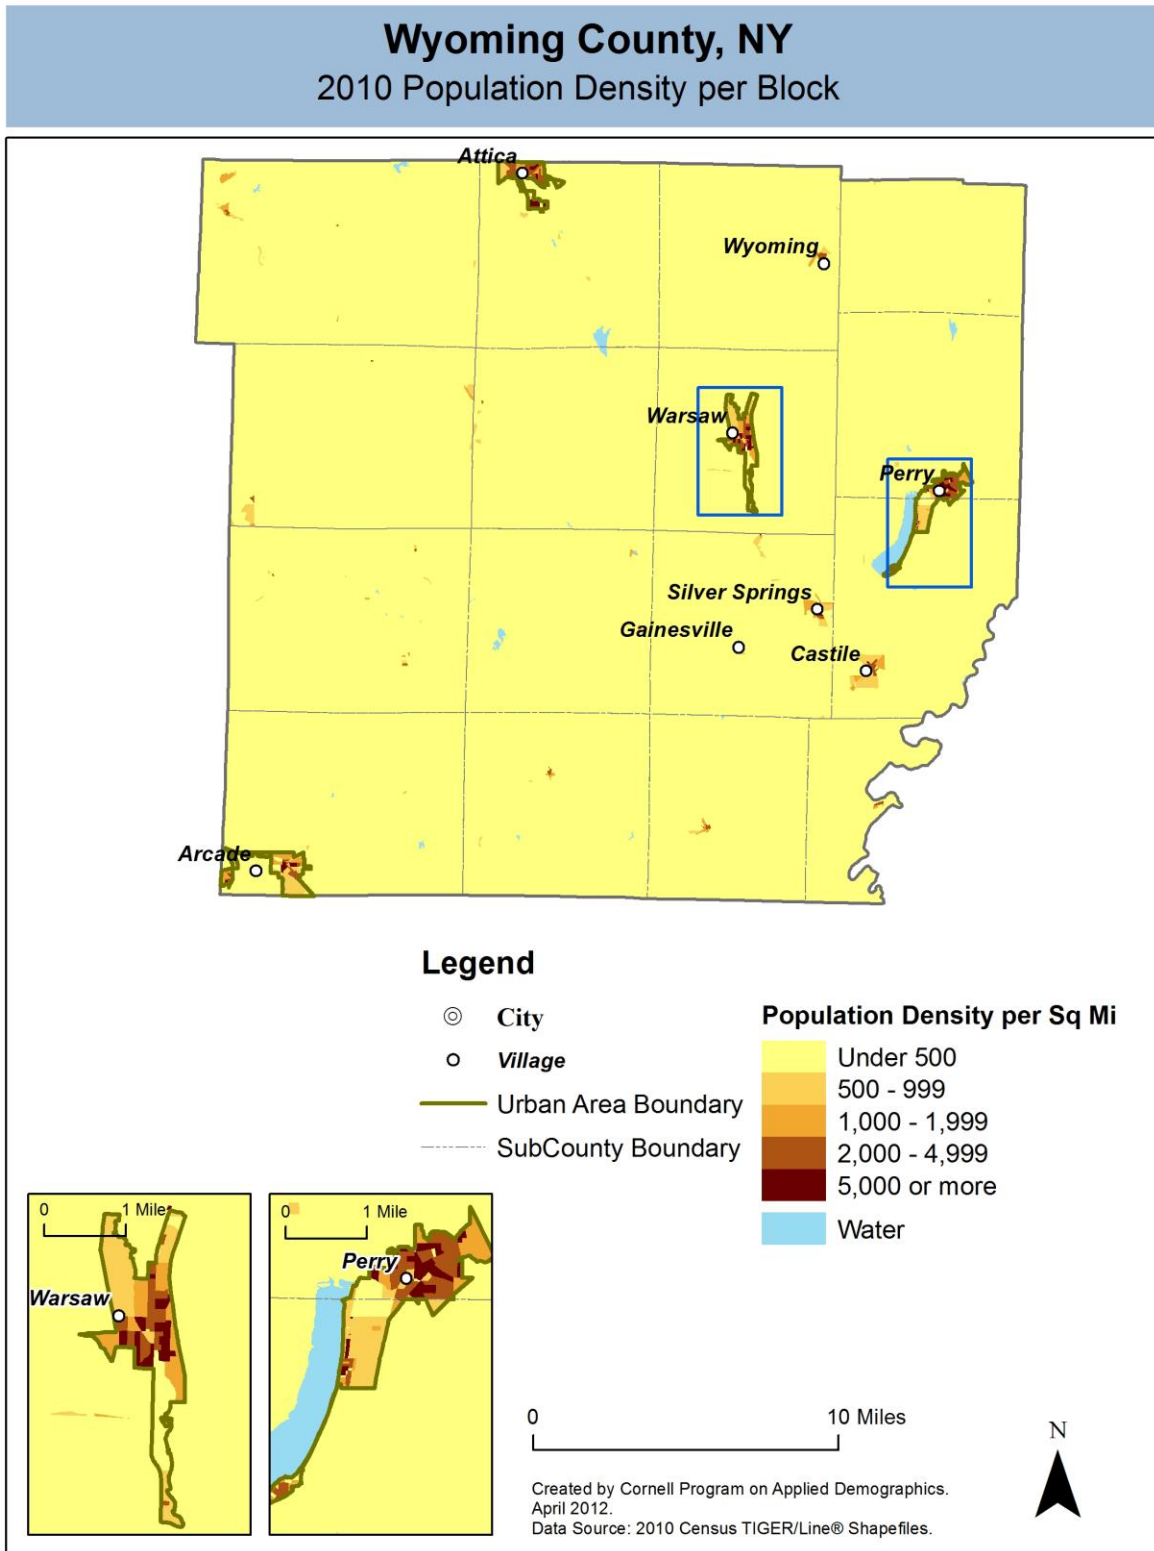 Wyoming County, NY
2010 Population Density per Block
Attica
Wyoming
Warsaw
Perry
Silver Springs
Gainesville
Castile
Arcade
Legend
City
Village
Urban Area Boundary
SubCounty Boundary
Population Density per Sq Mi
Under 500
500 - 999
1,000 - 1,999
2,000 - 4,999
5,000 or more
Water
0 1 Mile
Warsaw
0 1 Mile
Perry
0 10 Miles
N
Created by Cornell Program on Applied Demographics.
April 2012.
Data Source: 2010 Census TIGER/Line® Shapefiles.